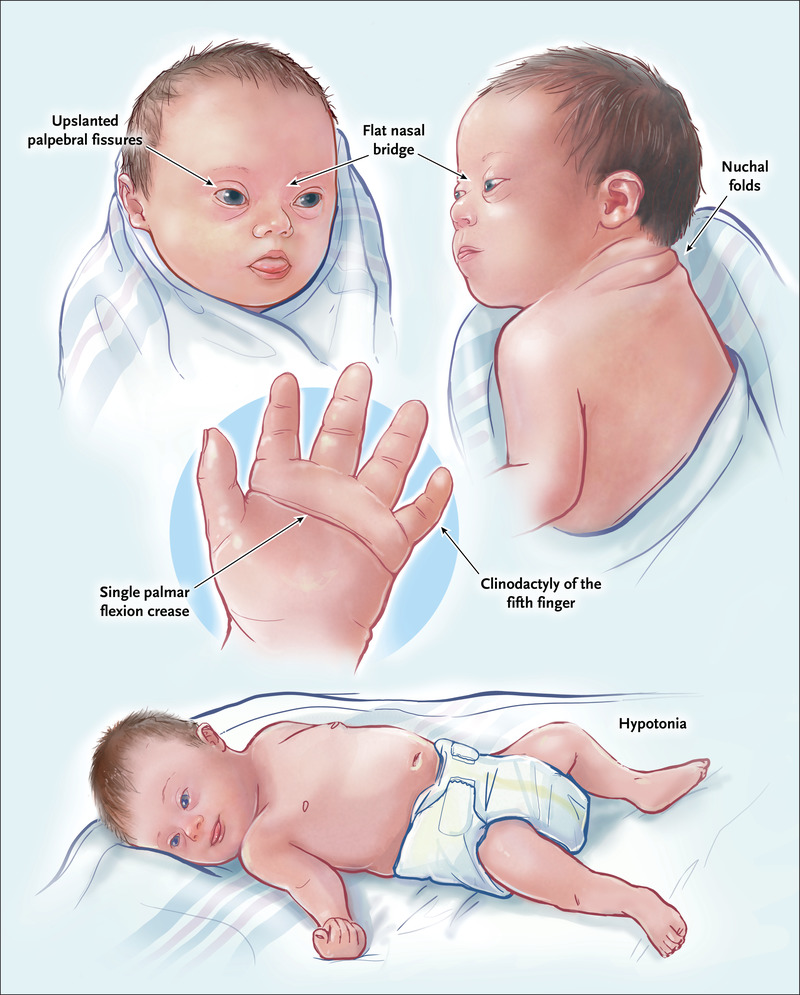 Upslanted
palpebral fissures
Flat nasal
bridge
Nuchal
folds
Single palmar
flexion crease
Clinodactyly of the
fifth finger
Hypotonia